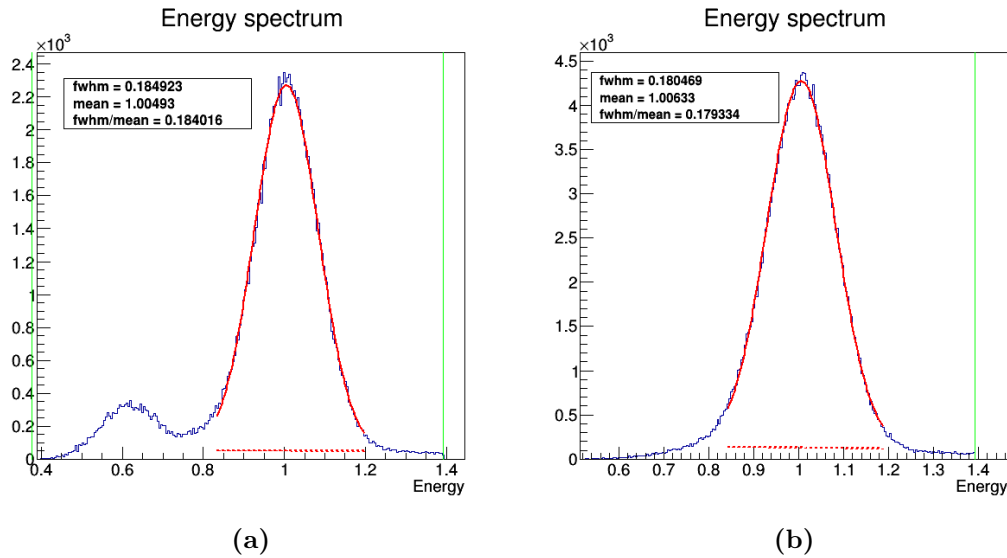 Energy spectrum
×10³
2.4
2.2
2
1.8
1.6
1.4
1.2
1
0.8
0.6
0.4
0.2
0
fwhm = 0.184923
mean = 1.00493
fwhm/mean = 0.184016
0.4 0.6 0.8 1 1.2 1.4
Energy
(a)
Energy spectrum
×10³
4.5
4
3.5
3
2.5
2
1.5
1
0.5
0
fwhm = 0.180469
mean = 1.00633
fwhm/mean = 0.179334
0.6 0.7 0.8 0.9 1 1.1 1.2 1.3 1.4
Energy
(b)